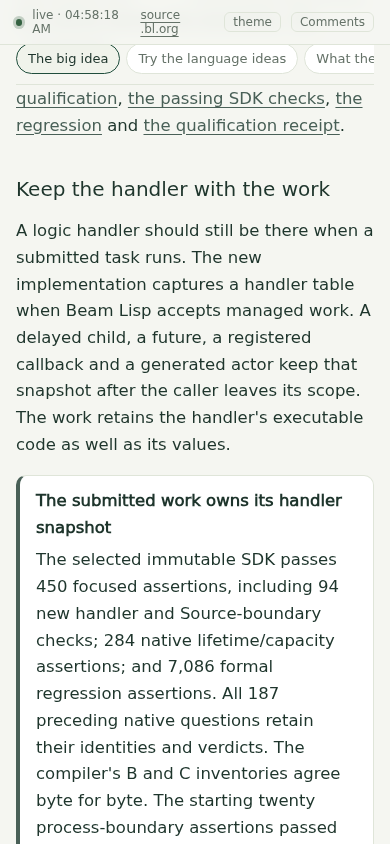 live · 04:58:18 AM
source.bl.org
theme
Comments
The big idea
Try the language ideas
What the
qualification, the passing SDK checks, the
regression and the qualification receipt.
Keep the handler with the work
A logic handler should still be there when a
submitted task runs. The new
implementation captures a handler table
when Beam Lisp accepts managed work. A
delayed child, a future, a registered
callback and a generated actor keep that
snapshot after the caller leaves its scope.
The work retains the handler's executable
code as well as its values.
The submitted work owns its handler
snapshot
The selected immutable SDK passes
450 focused assertions, including 94
new handler and Source-boundary
checks; 284 native lifetime/capacity
assertions; and 7,086 formal
regression assertions. All 187
preceding native questions retain
their identities and verdicts. The
compiler's B and C inventories agree
byte for byte. The starting twenty
process-boundary assertions passed